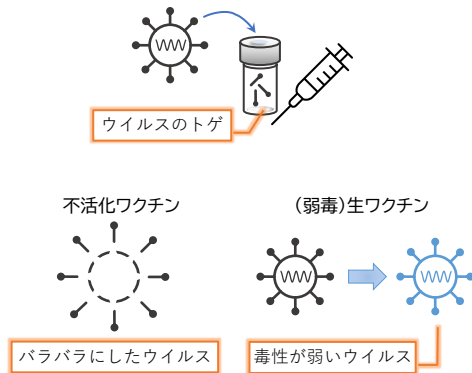 ウイルスのトゲ
不活化ワクチン
(弱毒)生ワクチン
バラバラにしたウイルス
毒性が弱いウイルス